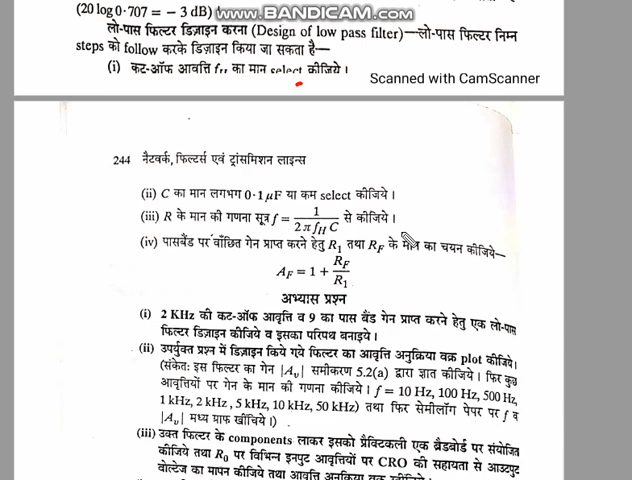 (20 log 0·707 = − 3 dB)
WWW.BANDICAM.COM
लो-पास फिल्टर डिज़ाइन करना (Design of low pass filter)—लो-पास फिल्टर निम्न
steps को follow करके डिज़ाइन किया जा सकता है—
(i) कट-ऑफ आवृत्ति fH का मान select कीजिये।
Scanned with CamScanner
244 नैटवर्क, फिल्टर्स एवं ट्रांसमिशन लाइन्स
(ii) C का मान लगभग 0·1 μF या कम select कीजिये।
(iii) R के मान की गणना सूत्र f = 1 / 2 π fH C से कीजिये।
(iv) पासबैंड पर वाँछित गेन प्राप्त करने हेतु R1 तथा RF के मान का चयन कीजिये—
AF = 1 + RF / R1
अभ्यास प्रश्न
(i) 2 KHz की कट-ऑफ आवृत्ति व 9 का पास बैंड गेन प्राप्त करने हेतु एक लो-पास
फिल्टर डिज़ाइन कीजिये व इसका परिपथ बनाइये।
(ii) उपर्युक्त प्रश्न में डिज़ाइन किये गये फिल्टर का आवृत्ति अनुक्रिया वक्र plot कीजिये।
(संकेत: इस फिल्टर का गेन |Av| समीकरण 5.2(a) द्वारा ज्ञात कीजिये। फिर कुछ
आवृत्तियों पर गेन के मान की गणना कीजिये। f = 10 Hz, 100 Hz, 500 Hz,
1 kHz, 2 kHz, 5 kHz, 10 kHz, 50 kHz) तथा फिर सेमीलॉग पेपर पर f व
|Av| मध्य ग्राफ खींचिये।)
(iii) उक्त फिल्टर के components लाकर इसको प्रैक्टिकली एक ब्रैडबोर्ड पर संयोजित
कीजिये तथा R0 पर विभिन्न इनपुट आवृत्तियों पर CRO की सहायता से आउटपुट
वोल्टेज का मापन कीजिये तथा आवृत्ति अनुक्रिया वक्र